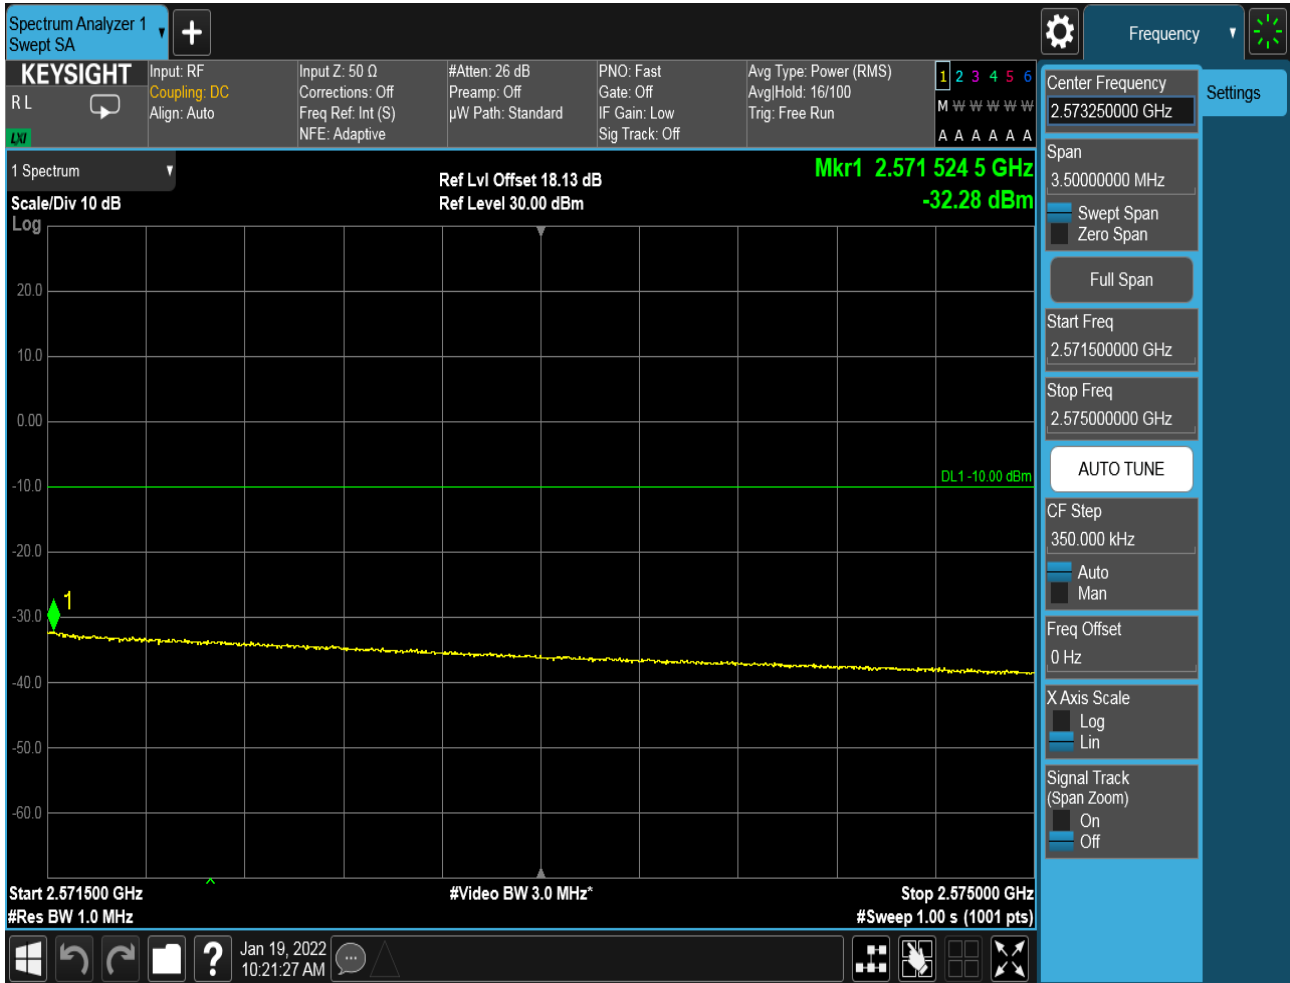 Spectrum Analyzer 1
Swept SA
Frequency
KEYSIGHT
R L
LXI
Input: RF
Coupling: DC
Align: Auto
Input Z: 50 Ω
Corrections: Off
Freq Ref: Int (S)
NFE: Adaptive
#Atten: 26 dB
Preamp: Off
µW Path: Standard
PNO: Fast
Gate: Off
IF Gain: Low
Sig Track: Off
Avg Type: Power (RMS)
Avg|Hold: 16/100
Trig: Free Run
1 2 3 4 5 6
M W W W W W
A A A A A A
1 Spectrum
Scale/Div 10 dB
Log
Ref Lvl Offset 18.13 dB
Ref Level 30.00 dBm
Mkr1 2.571 524 5 GHz
-32.28 dBm
20.0
10.0
0.00
-10.0
-20.0
-30.0
-40.0
-50.0
-60.0
DL1 -10.00 dBm
1
Start 2.571500 GHz
#Video BW 3.0 MHz*
Stop 2.575000 GHz
#Res BW 1.0 MHz
#Sweep 1.00 s (1001 pts)
Jan 19, 2022
10:21:27 AM
Center Frequency
2.573250000 GHz
Settings
Span
3.50000000 MHz
Swept Span
Zero Span
Full Span
Start Freq
2.571500000 GHz
Stop Freq
2.575000000 GHz
AUTO TUNE
CF Step
350.000 kHz
Auto
Man
Freq Offset
0 Hz
X Axis Scale
Log
Lin
Signal Track
(Span Zoom)
On
Off